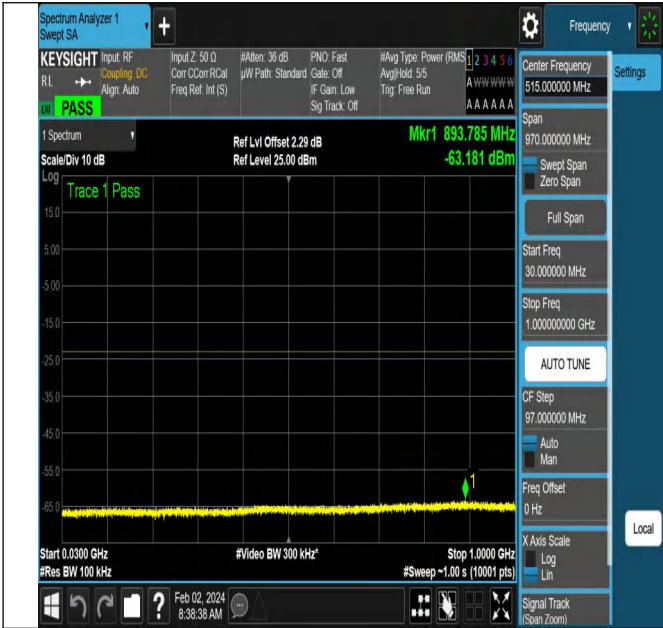 Spectrum Analyzer 1
Swept SA
+
Frequency
KEYSIGHT
RL
PASS
Input: RF
Coupling: DC
Align: Auto
Input Z: 50 Ω
Corr CCorr RCal
Freq Ref: Int (S)
#Atten: 36 dB
µW Path: Standard
PNO: Fast
Gate: Off
IF Gain: Low
Sig Track: Off
#Avg Type: Power (RMS
Avg|Hold: 5/5
Trig: Free Run
1 2 3 4 5 6
A W W W W W
A A A A A A
Center Frequency
515.000000 MHz
Settings
Span
970.000000 MHz
Swept Span
Zero Span
Full Span
Start Freq
30.000000 MHz
Stop Freq
1.000000000 GHz
AUTO TUNE
CF Step
97.000000 MHz
Auto
Man
Freq Offset
0 Hz
X Axis Scale
Log
Lin
Signal Track
(Span Zoom)
Local
1 Spectrum
Scale/Div 10 dB
Ref Lvl Offset 2.29 dB
Ref Level 25.00 dBm
Mkr1 893.785 MHz
-63.181 dBm
Log
Trace 1 Pass
15.0
5.00
-5.00
-15.0
-25.0
-35.0
-45.0
-55.0
-65.0
1
Start 0.0300 GHz
#Res BW 100 kHz
#Video BW 300 kHz*
Stop 1.0000 GHz
#Sweep ~1.00 s (10001 pts)
?
Feb 02, 2024
8:38:38 AM